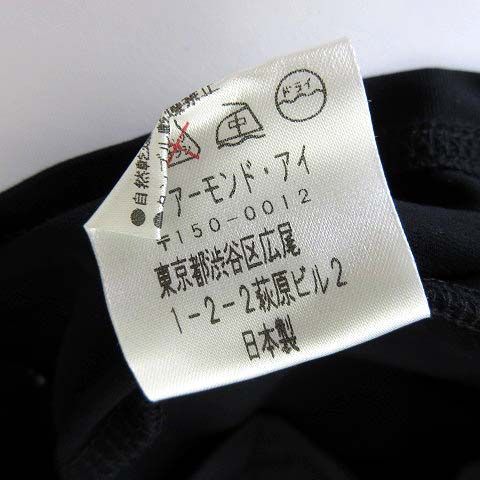 ドライ
中
アーモンド・アイ
〒150-0012
東京都渋谷区広尾
1-2-2萩原ビル2
日本製
●自然乾